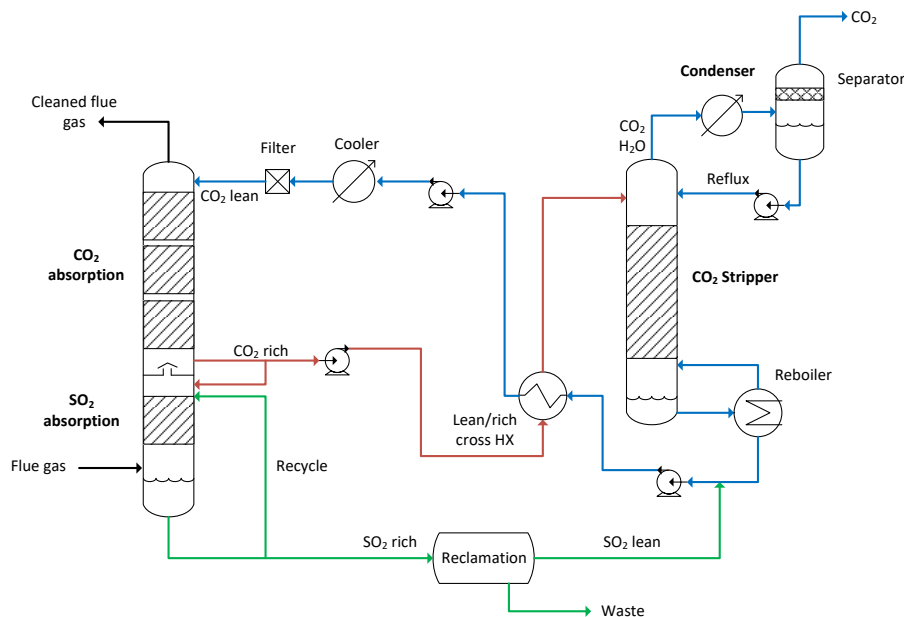 CO₂
Condenser
Separator
Cleaned flue
gas
Filter
Cooler
CO₂
H₂O
CO₂ lean
Reflux
CO₂
absorption
CO₂ Stripper
CO₂ rich
Reboiler
SO₂
absorption
Lean/rich
cross HX
Flue gas
Recycle
SO₂ rich
Reclamation
SO₂ lean
Waste